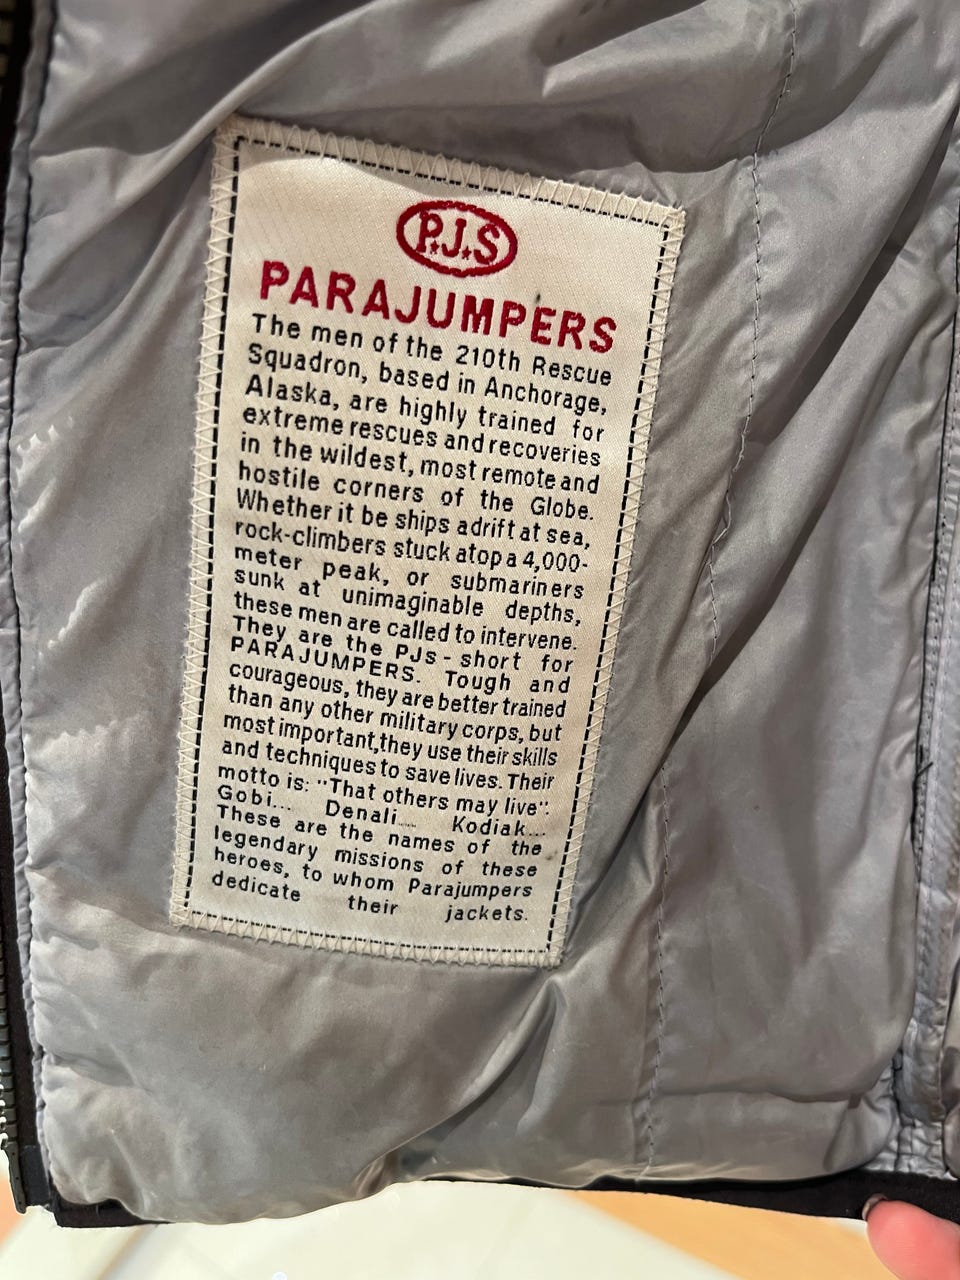 P.J.S
PARAJUMPERS
The men of the 210th Rescue
Squadron, based in Anchorage,
Alaska, are highly trained for
extreme rescues and recoveries
in the wildest, most remote and
hostile corners of the Globe.
Whether it be ships adrift at sea,
rock-climbers stuck atop a 4,000-
meter peak, or submariners
sunk at unimaginable depths,
these men are called to intervene.
They are the PJs - short for
PARAJUMPERS. Tough and
courageous, they are better trained
than any other military corps, but
most important,they use their skills
and techniques to save lives. Their
motto is: "That others may live".
Gobi... Denali... Kodiak...
These are the names of the
legendary missions of these
heroes, to whom Parajumpers
dedicate their jackets.